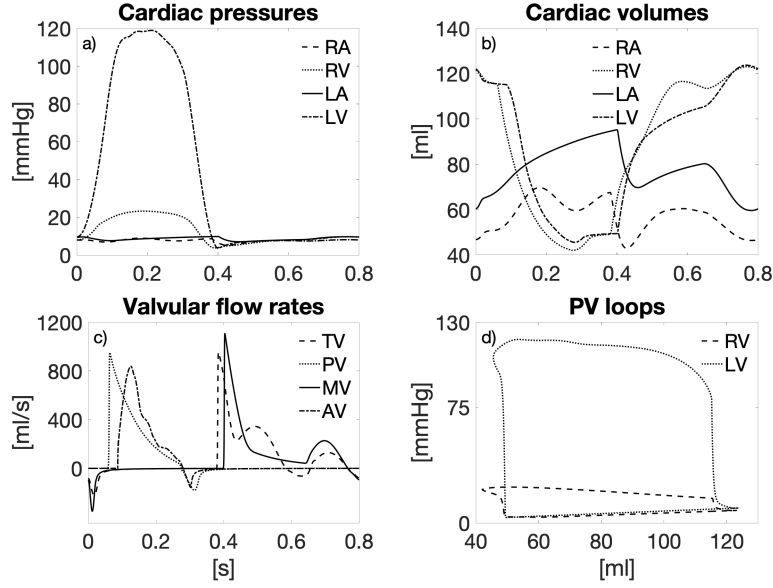 Cardiac pressures
a)
RA
RV
LA
LV
[mmHg]
120
100
80
60
40
20
0
0 0.2 0.4 0.6 0.8
Cardiac volumes
b)
RA
RV
LA
LV
[ml]
140
120
100
80
60
40
0 0.2 0.4 0.6 0.8
Valvular flow rates
c)
TV
PV
MV
AV
[ml/s]
1200
800
400
0
0 0.2 0.4 0.6 0.8
[s]
PV loops
d)
RV
LV
[mmHg]
130
75
0
40 60 80 100 120
[ml]